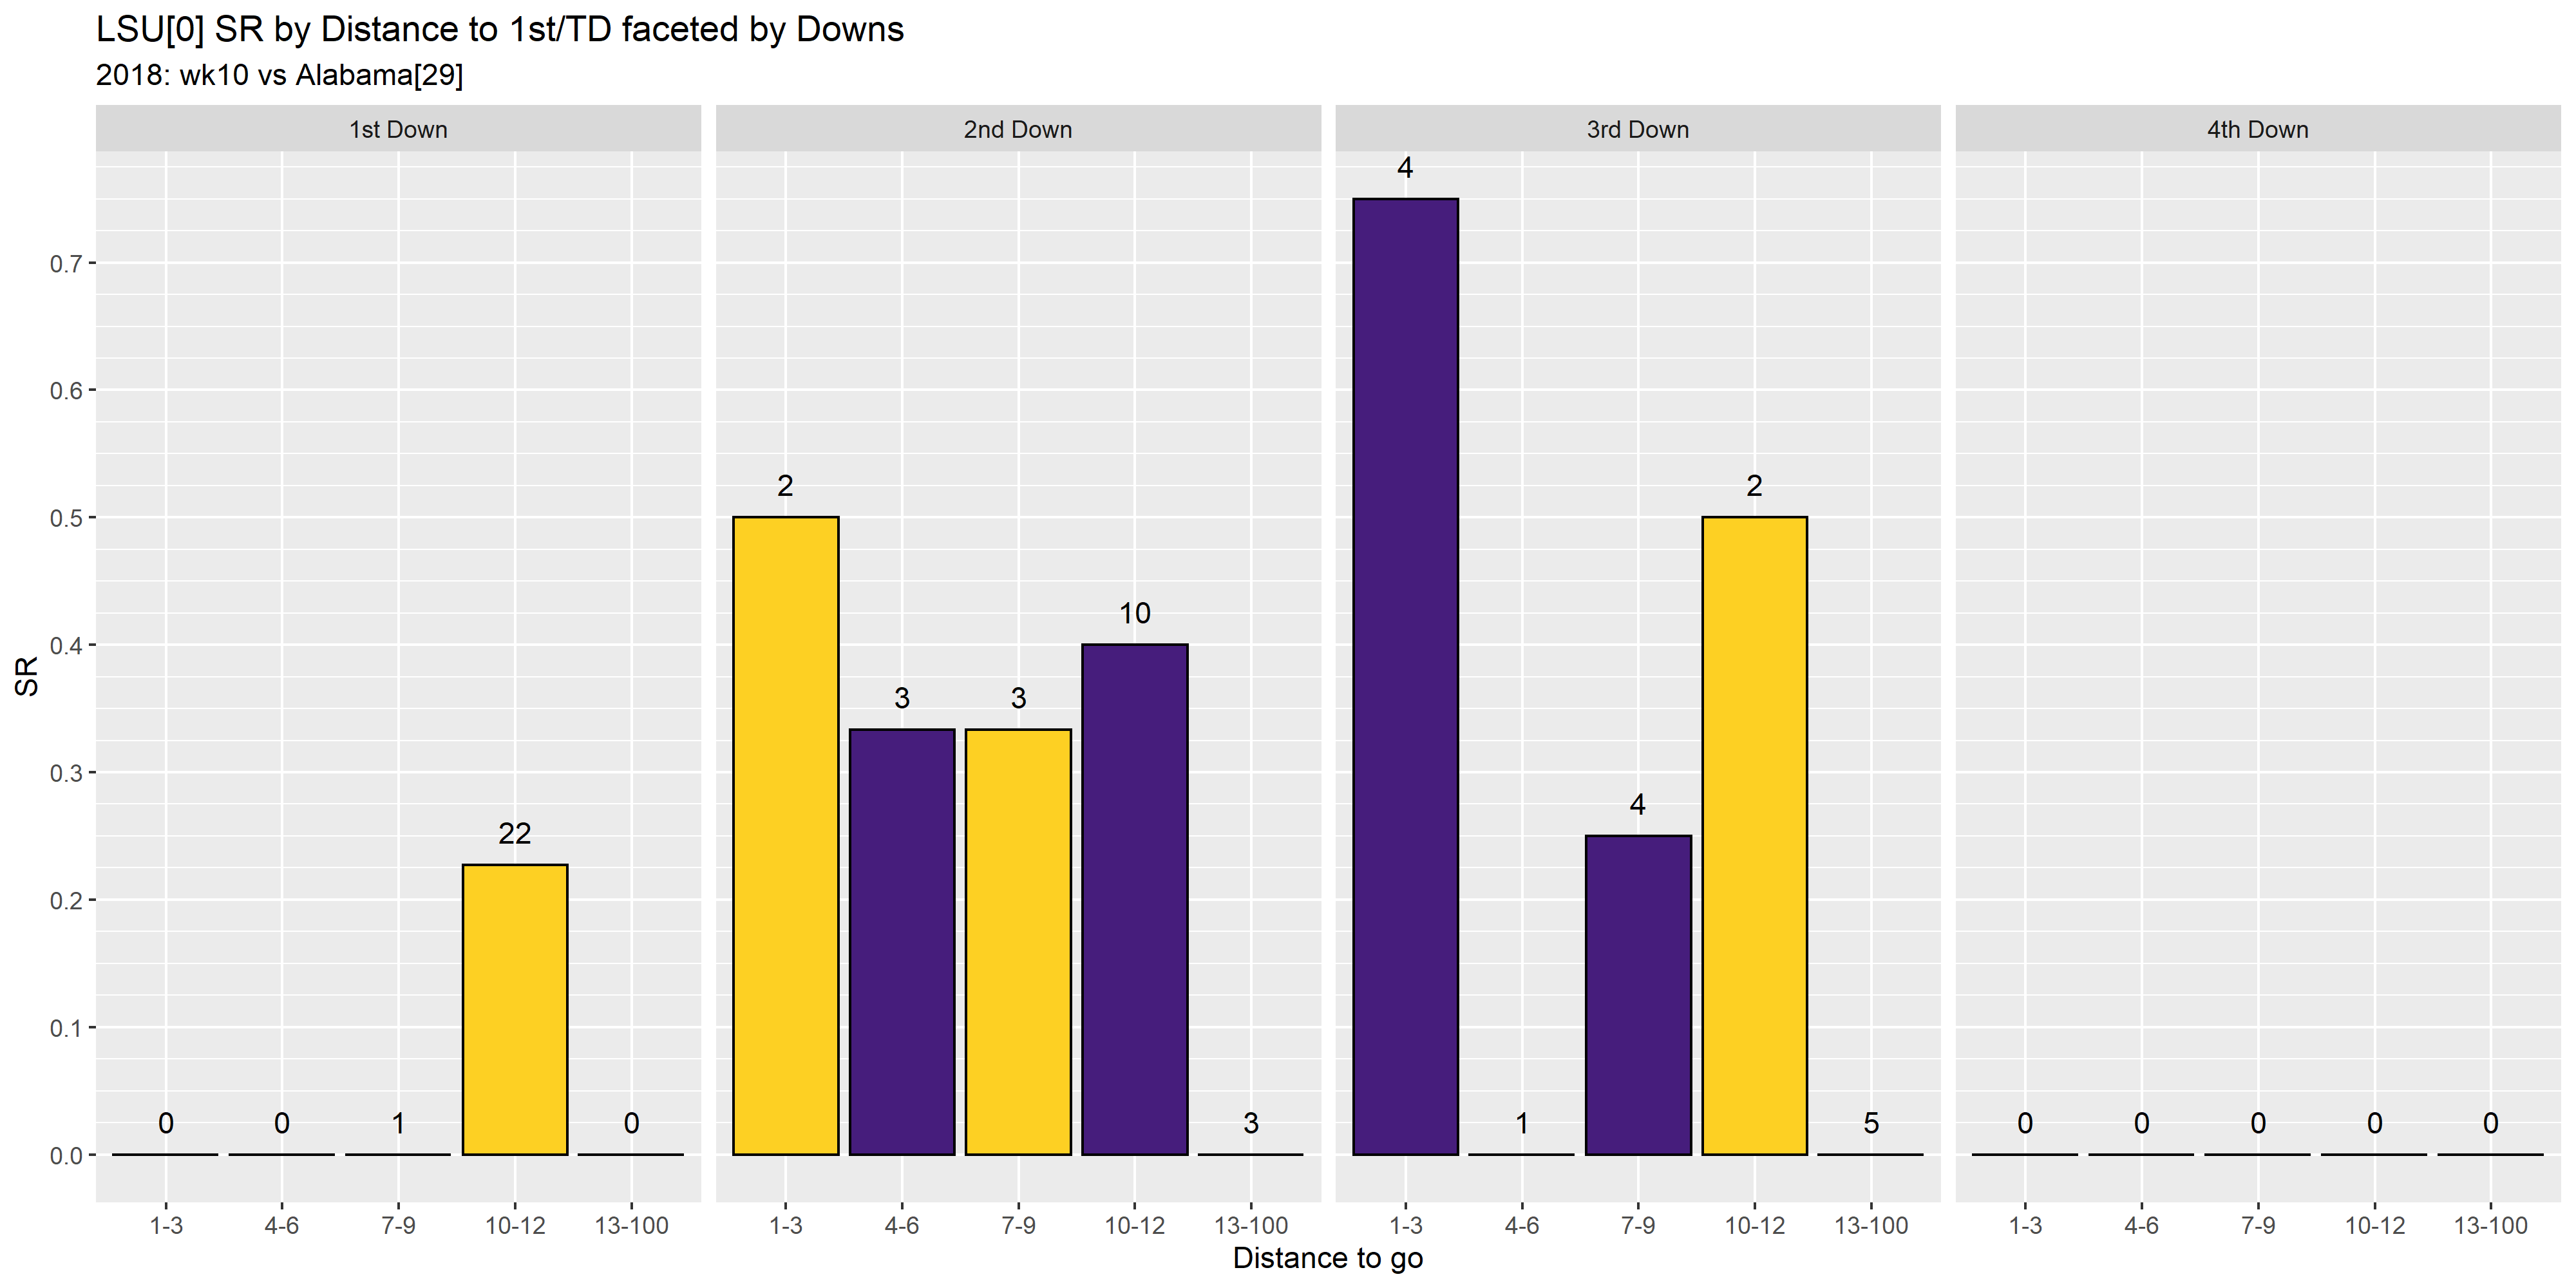 LSU[0] SR by Distance to 1st/TD faceted by Downs
2018: wk10 vs Alabama[29]
1st Down
2nd Down
3rd Down
4th Down
SR
0.7
0.6
0.5
0.4
0.3
0.2
0.1
0.0
0 0 1 22 0
2 3 3 10 3
4 1 4 2 5
0 0 0 0 0
1-3 4-6 7-9 10-12 13-100
1-3 4-6 7-9 10-12 13-100
1-3 4-6 7-9 10-12 13-100
1-3 4-6 7-9 10-12 13-100
Distance to go